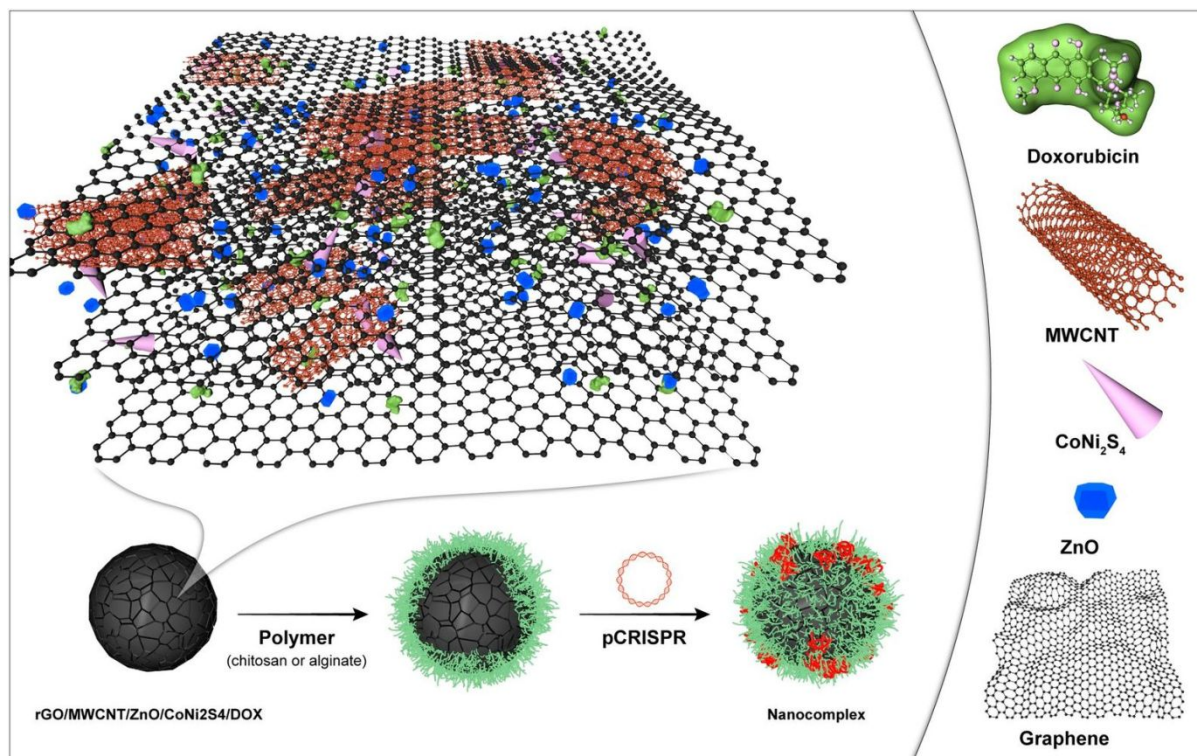 Doxorubicin
MWCNT
CoNi₂S₄
ZnO
Graphene
Polymer
(chitosan or alginate)
pCRISPR
rGO/MWCNT/ZnO/CoNi2S4/DOX
Nanocomplex